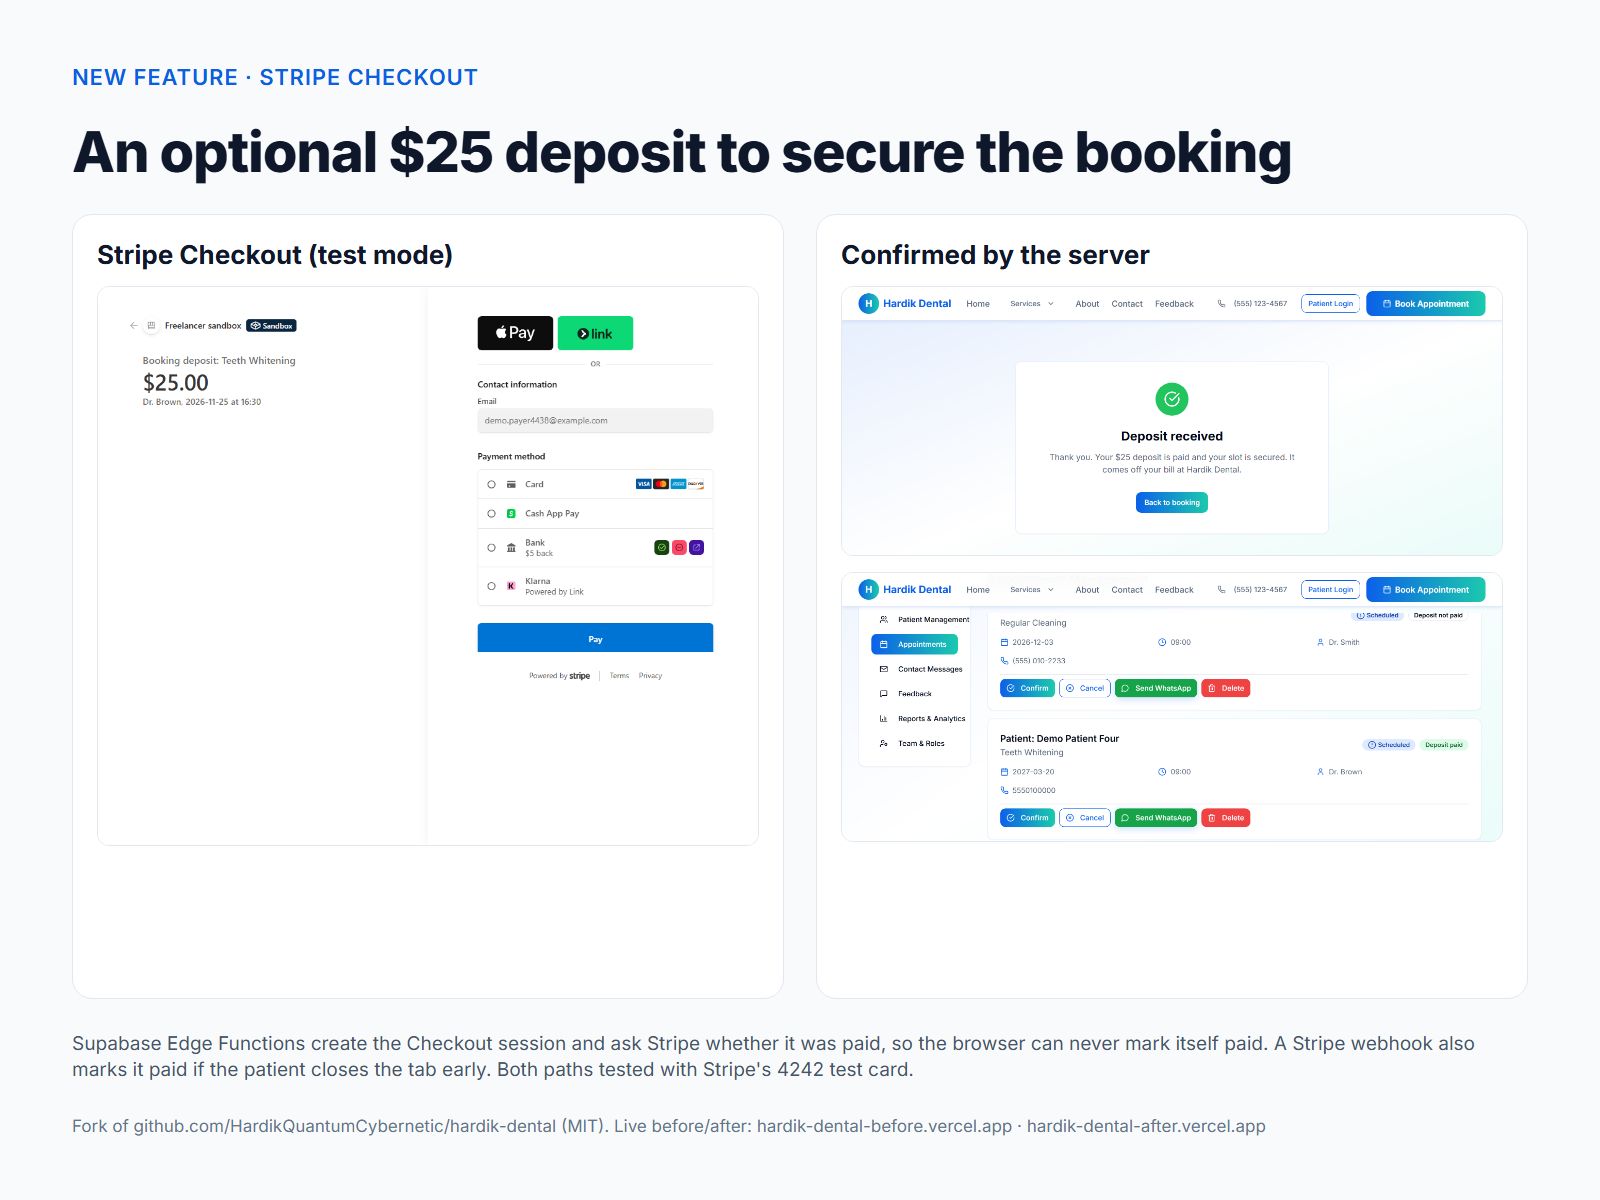 NEW FEATURE · STRIPE CHECKOUT
An optional $25 deposit to secure the booking
Stripe Checkout (test mode)
Freelancer sandbox Sandbox
Booking deposit: Teeth Whitening
$25.00
Dr. Brown, 2026-11-25 at 16:30
Pay link
OR
Contact information
Email
demo.payer4438@example.com
Payment method
Card VISA
Cash App Pay
Bank
$5 back
K Klarna
Powered by Link
Pay
Powered by stripe Terms Privacy
Confirmed by the server
H Hardik Dental Home Services About Contact Feedback (555) 123-4567 Patient Login Book Appointment
Deposit received
Thank you. Your $25 deposit is paid and your slot is secured. It
comes off your bill at Hardik Dental.
Back to booking
H Hardik Dental Home Services About Contact Feedback (555) 123-4567 Patient Login Book Appointment
Patient Management
Appointments
Contact Messages
Feedback
Reports & Analytics
Team & Roles
Scheduled Deposit not paid
Regular Cleaning
2026-12-03 09:00 Dr. Smith
(555) 010-2233
Confirm Cancel Send WhatsApp Delete
Patient: Demo Patient Four
Scheduled Deposit paid
Teeth Whitening
2027-03-20 09:00 Dr. Brown
5550100000
Confirm Cancel Send WhatsApp Delete
Supabase Edge Functions create the Checkout session and ask Stripe whether it was paid, so the browser can never mark itself paid. A Stripe webhook also
marks it paid if the patient closes the tab early. Both paths tested with Stripe's 4242 test card.
Fork of github.com/HardikQuantumCybernetic/hardik-dental (MIT). Live before/after: hardik-dental-before.vercel.app · hardik-dental-after.vercel.app